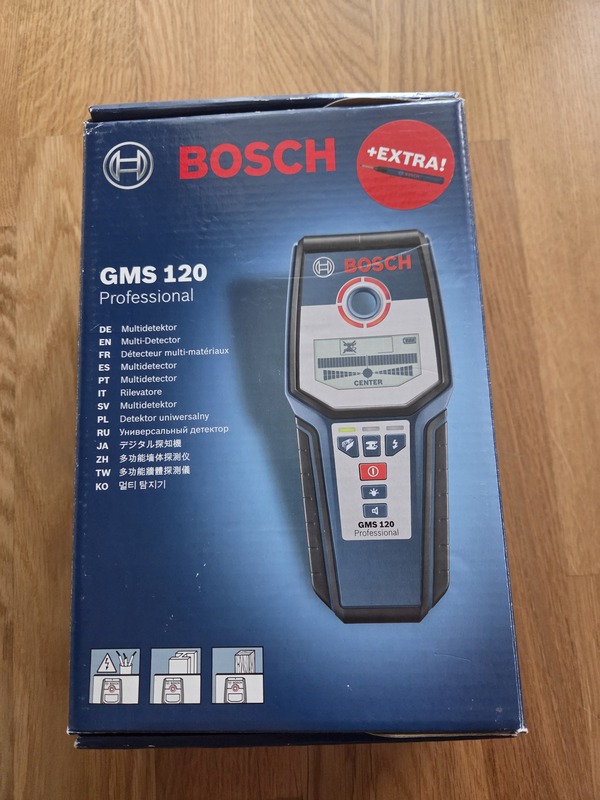 BOSCH
+EXTRA!
GMS 120
Professional
DE Multidetektor
EN Multi-Detector
FR Détecteur multi-matériaux
ES Multidetector
PT Multidetector
IT Rilevatore
SV Multidetektor
PL Detektor uniwersalny
RU Универсальный детектор
JA デジタル探知機
ZH 多功能墙体探测仪
TW 多功能牆體探測儀
KO 멀티 탐지기
BOSCH
CENTER
GMS 120
Professional